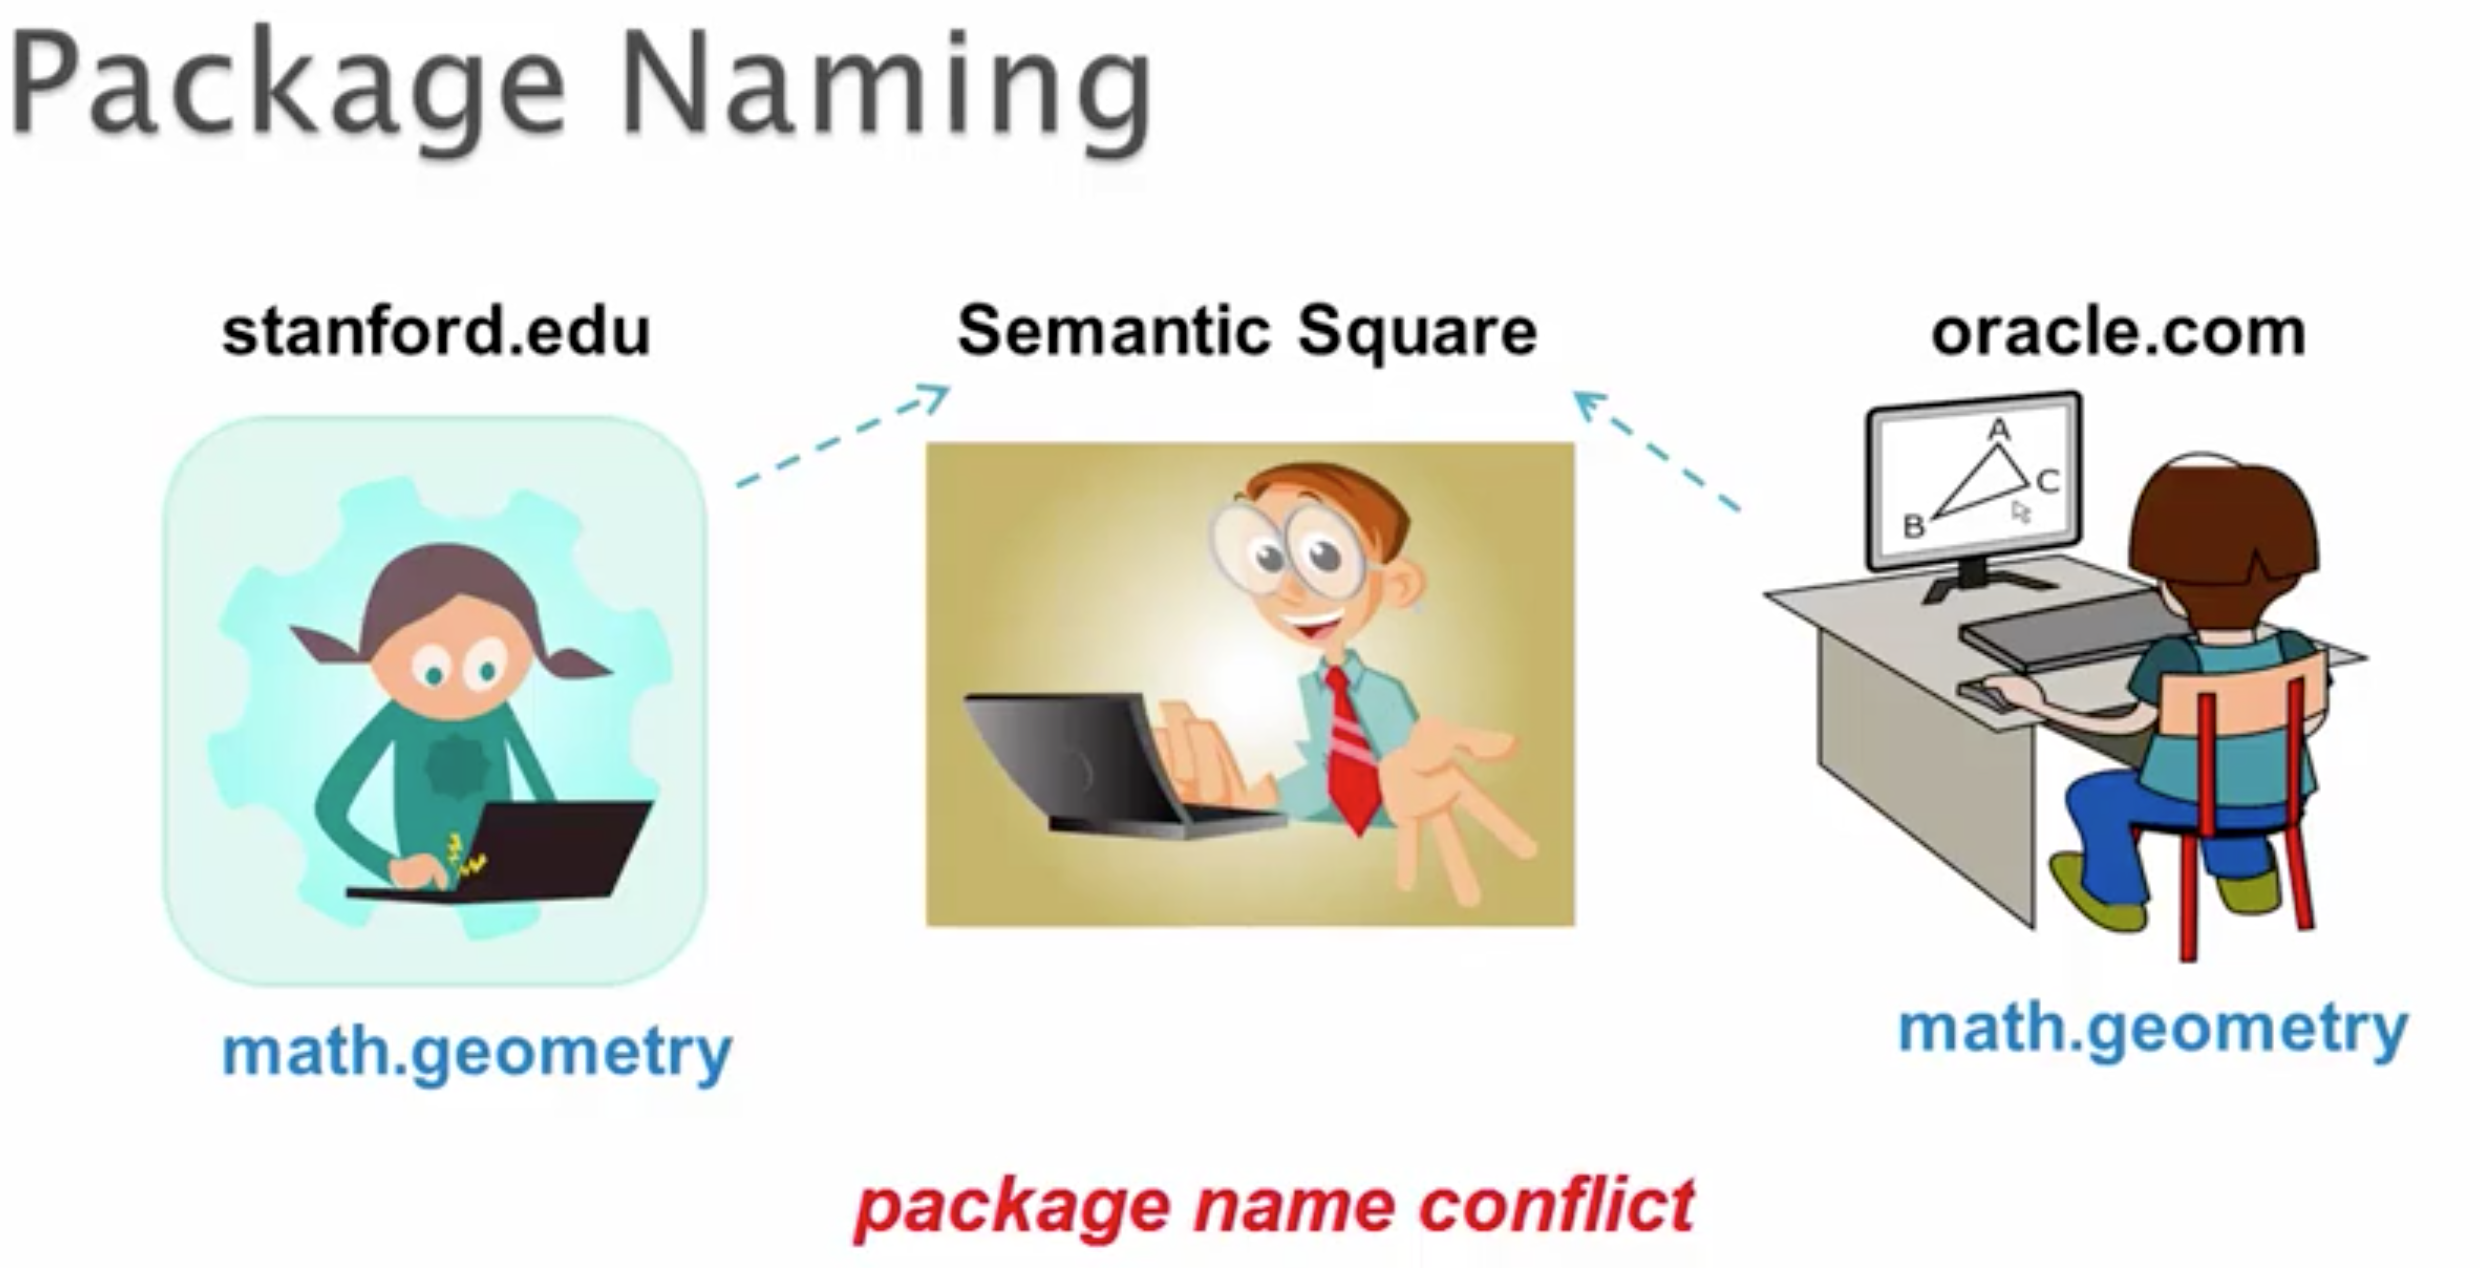 Package Naming
stanford.edu
Semantic Square
oracle.com
A
C
B
math.geometry
math.geometry
package name conflict